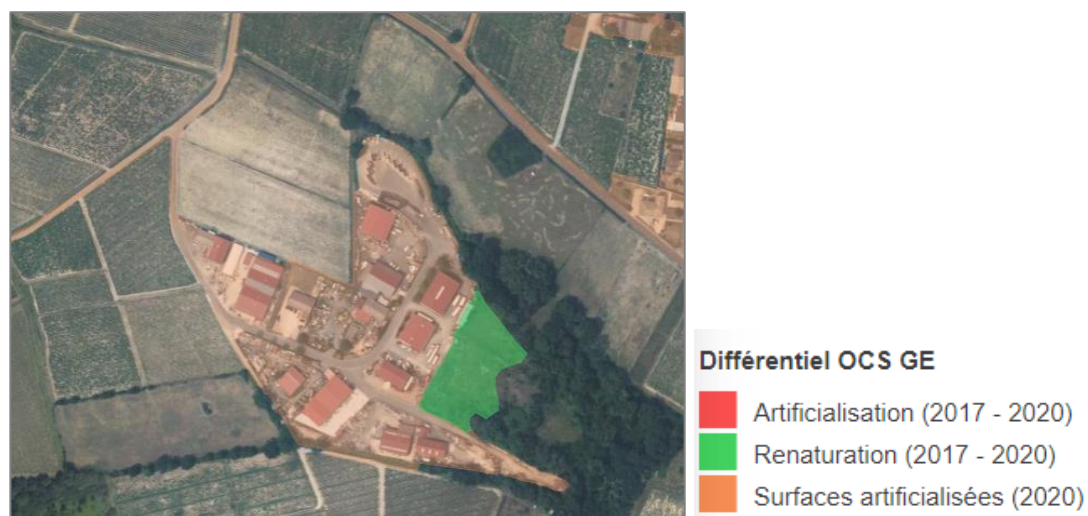 Différentiel OCS GE
Artificialisation (2017 - 2020)
Renaturation (2017 - 2020)
Surfaces artificialisées (2020)